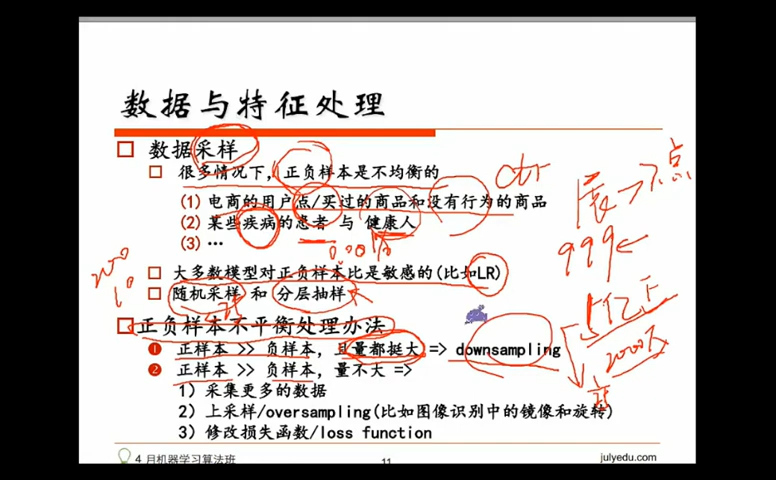 数据与特征处理
数据采样
很多情况下，正负样本是不均衡的
(1) 电商的用户点/买过的商品和没有行为的商品
(2) 某些疾病的患者 与 健康人
(3) …
大多数模型对正负样本比是敏感的(比如LR)
随机采样 和 分层抽样
正负样本不平衡处理办法
❶ 正样本 >> 负样本，且量都挺大 => downsampling
❷ 正样本 >> 负样本，量不大 =>
1) 采集更多的数据
2) 上采样/oversampling(比如图像识别中的镜像和旋转)
3) 修改损失函数/loss function
4 月机器学习算法班
11
julyedu.com
ctr
999
5亿
2000万